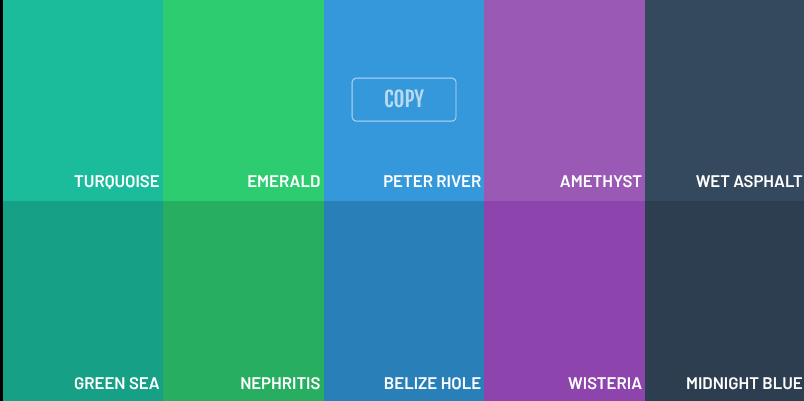 COPY
TURQUOISE
EMERALD
PETER RIVER
AMETHYST
WET ASPHALT
GREEN SEA
NEPHRITIS
BELIZE HOLE
WISTERIA
MIDNIGHT BLUE